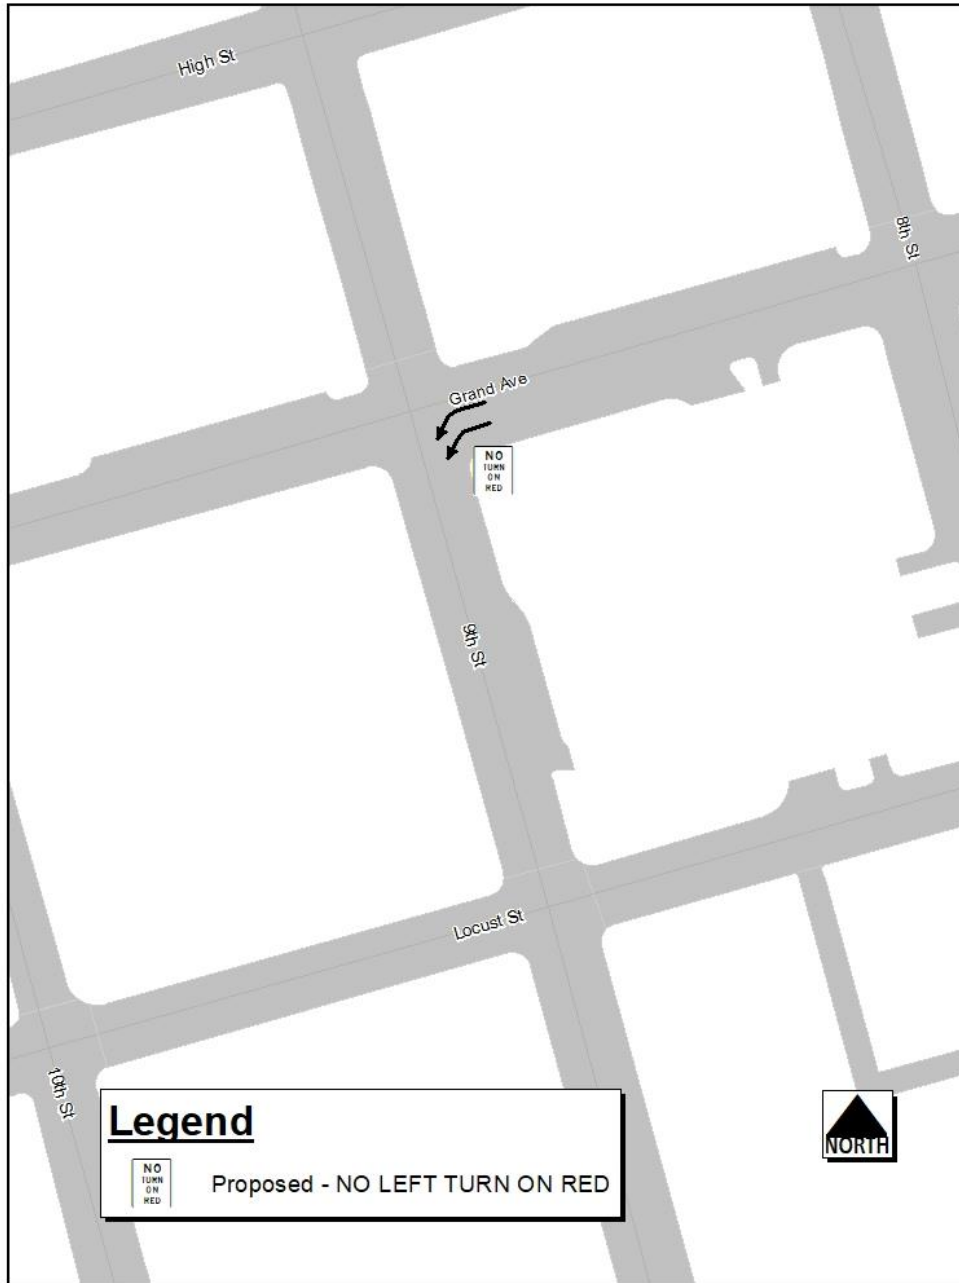 High St
8th St
Grand Ave
NO
TURN
ON
RED
9th St
Locust St
10th St
Legend
NO
TURN
ON
RED
Proposed - NO LEFT TURN ON RED
NORTH